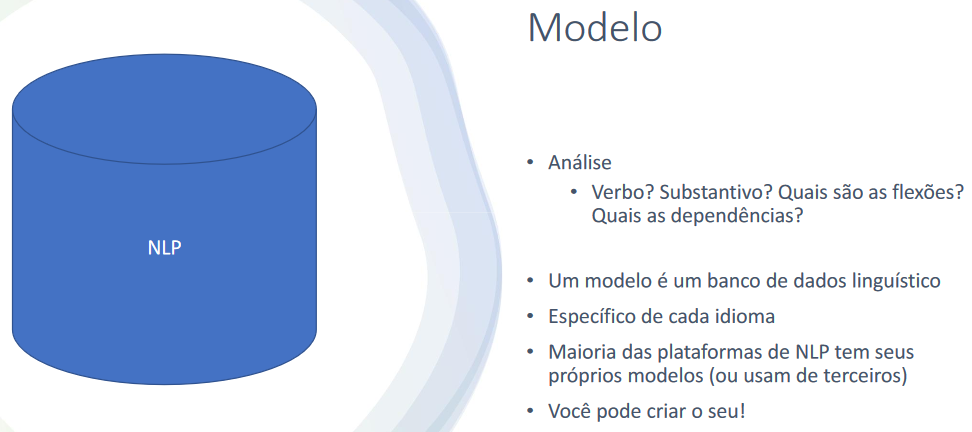 Modelo
NLP
• Análise
• Verbo? Substantivo? Quais são as flexões?
Quais as dependências?
• Um modelo é um banco de dados linguístico
• Específico de cada idioma
• Maioria das plataformas de NLP tem seus
próprios modelos (ou usam de terceiros)
• Você pode criar o seu!